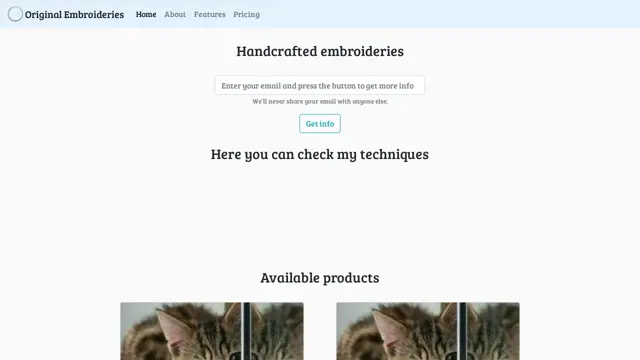 Original Embroideries Home About Features Pricing
Handcrafted embroideries
Enter your email and press the button to get more info
We'll never share your email with anyone else.
Get info
Here you can check my techniques
Available products